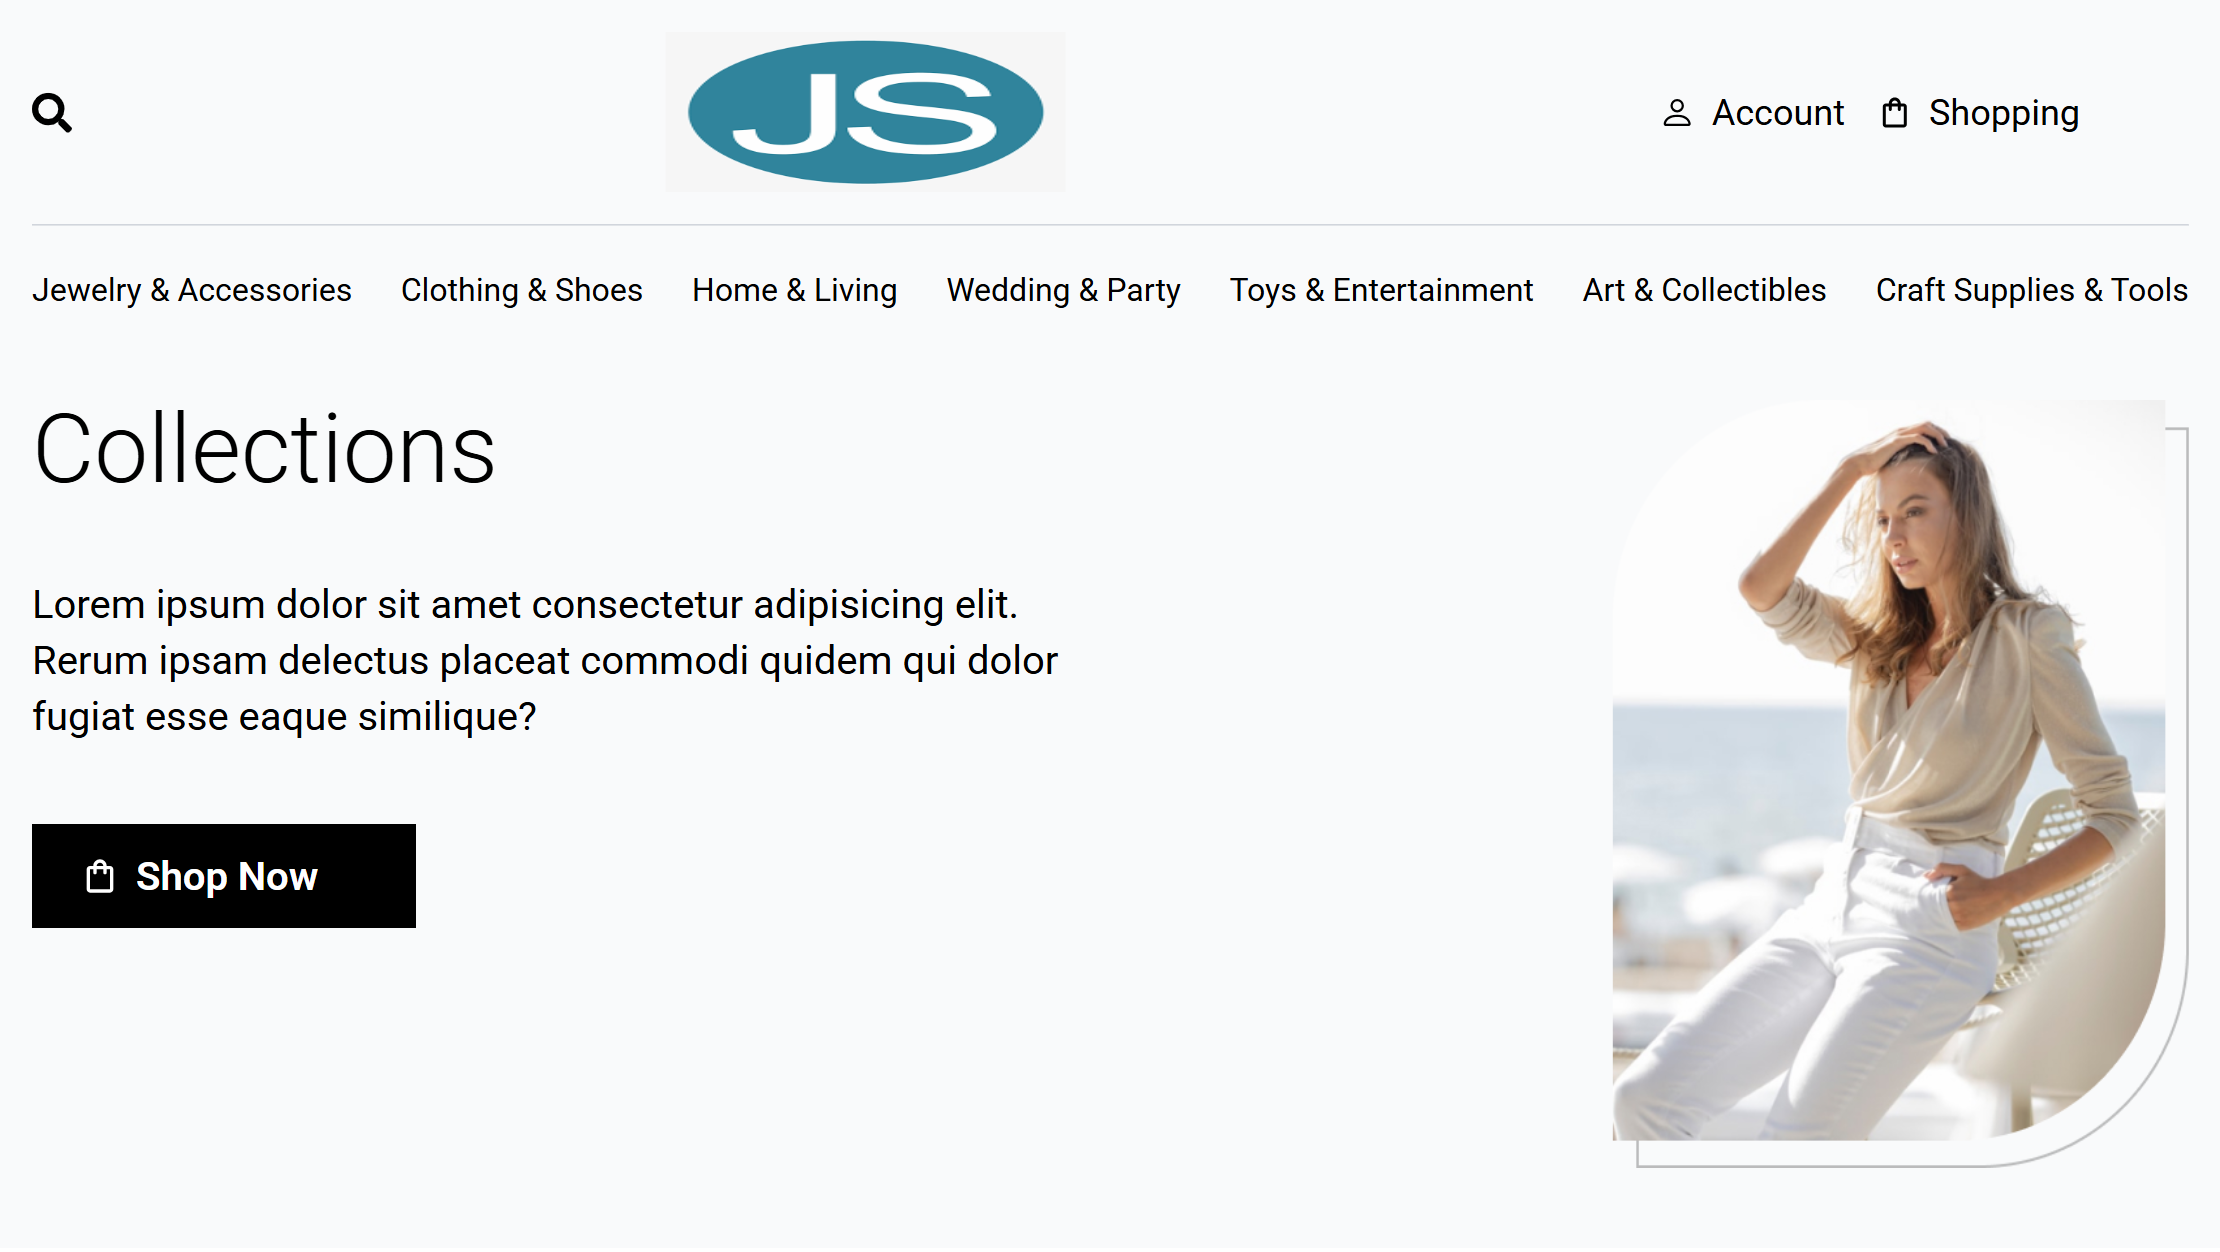 JS
Account
Shopping
Jewelry & Accessories
Clothing & Shoes
Home & Living
Wedding & Party
Toys & Entertainment
Art & Collectibles
Craft Supplies & Tools
Collections
Lorem ipsum dolor sit amet consectetur adipisicing elit.
Rerum ipsam delectus placeat commodi quidem qui dolor
fugiat esse eaque similique?
Shop Now